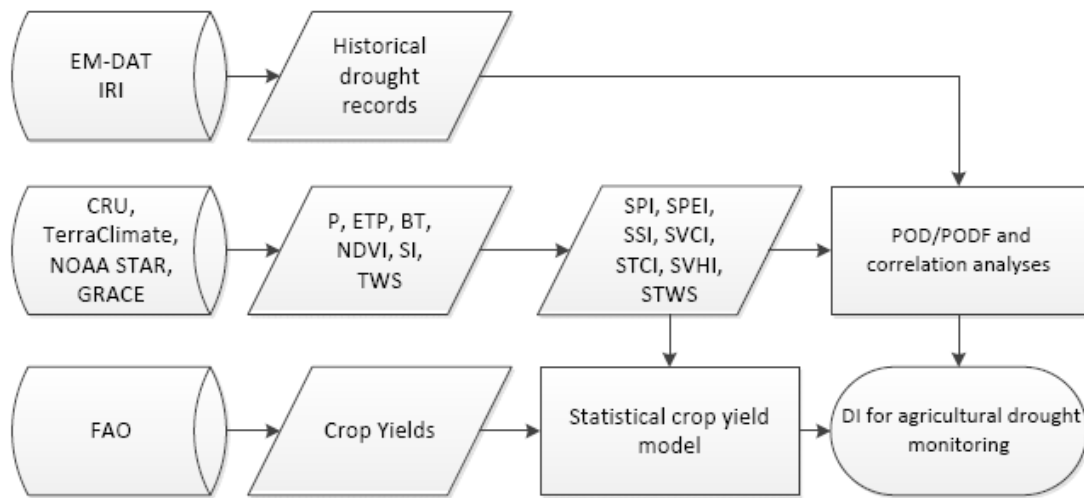 EM-DAT
IRI
Historical
drought
records
CRU,
TerraClimate,
NOAA STAR,
GRACE
P, ETP, BT,
NDVI, SI,
TWS
SPI, SPEI,
SSI, SVCI,
STCI, SVHI,
STWS
POD/PODF and
correlation analyses
FAO
Crop Yields
Statistical crop yield
model
DI for agricultural drought
monitoring